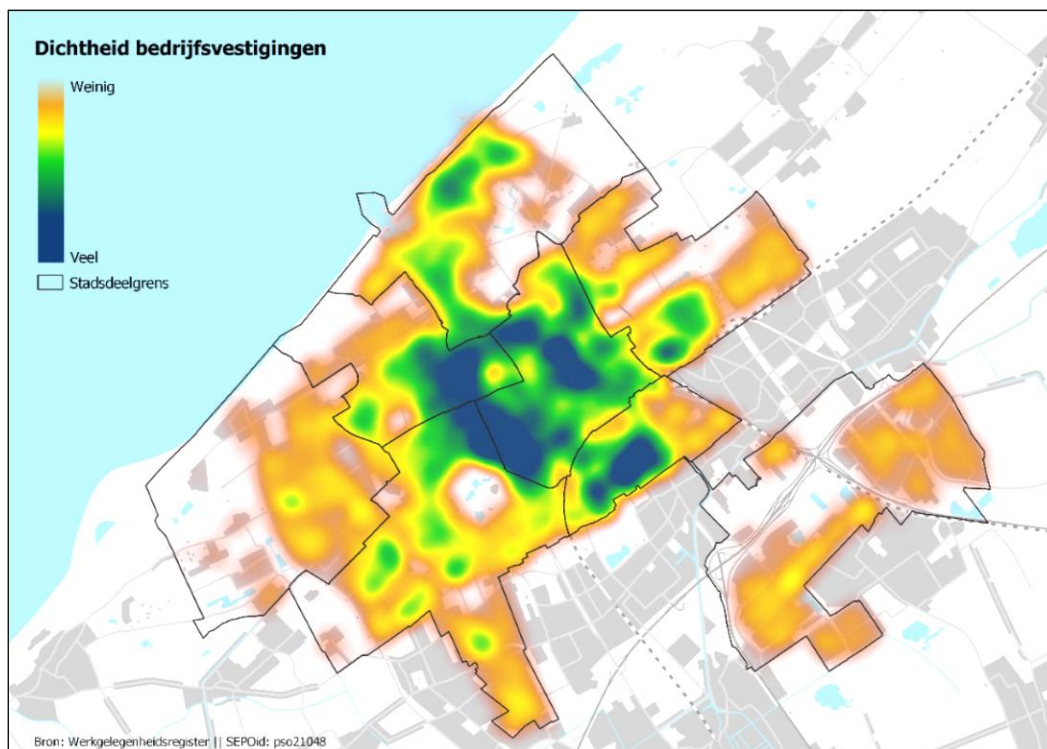 Dichtheid bedrijfsvestigingen
Weinig
Veel
Stadsdeelgrens
Bron: Werkgelegenheidsregister || SEPOid: pso21048